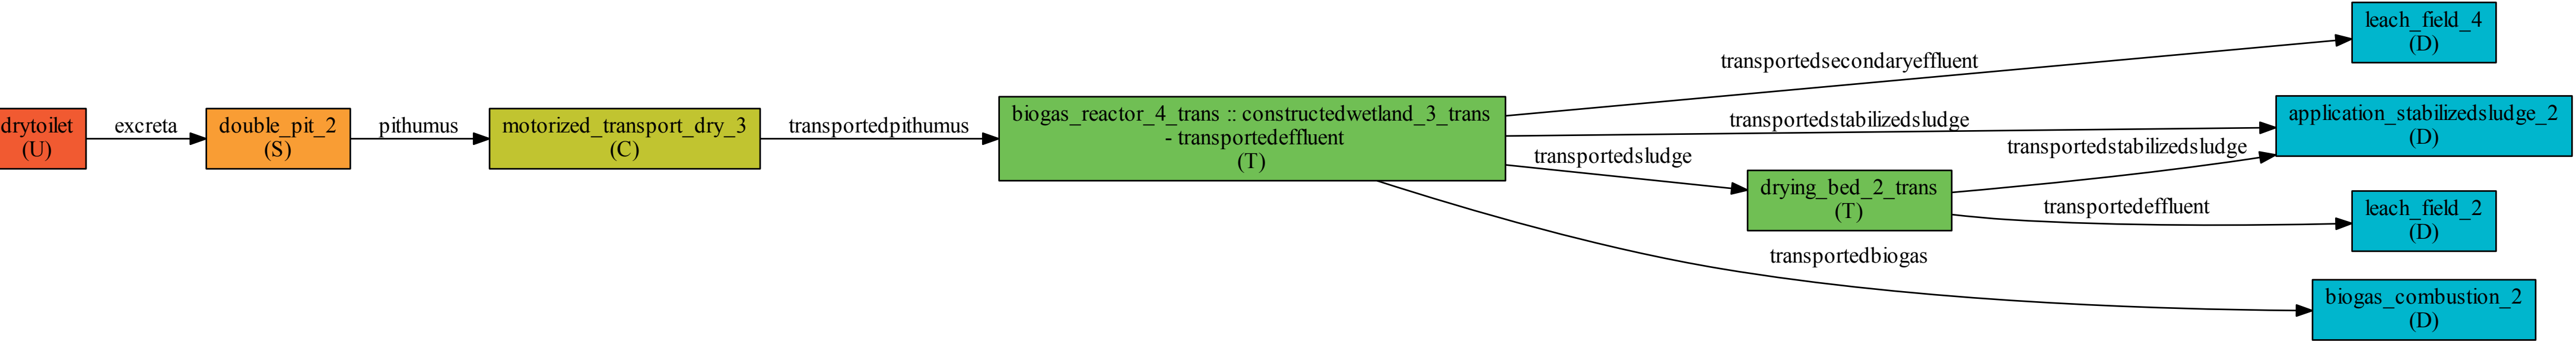 drytoilet
(U)
excreta
double_pit_2
(S)
pithumus
motorized_transport_dry_3
(C)
transportedpithumus
biogas_reactor_4_trans :: constructedwetland_3_trans
- transportedeffluent
(T)
transportedsecondaryeffluent
transportedstabilizedsludge
transportedsludge
transportedbiogas
drying_bed_2_trans
(T)
transportedstabilizedsludge
transportedeffluent
leach_field_4
(D)
application_stabilizedsludge_2
(D)
leach_field_2
(D)
biogas_combustion_2
(D)